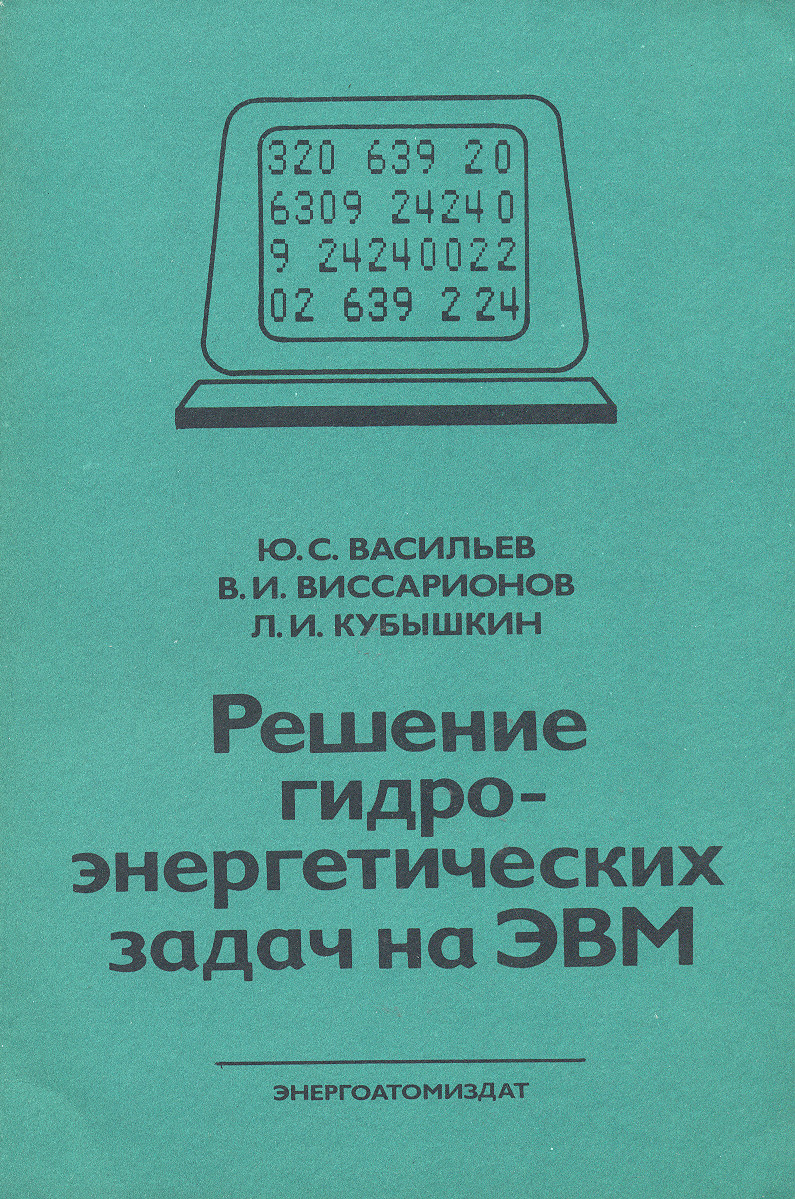 320 639 20
6309 24240
9 24240022
02 639 2 24
Ю. С. ВАСИЛЬЕВ
В. И. ВИССАРИОНОВ
Л. И. КУБЫШКИН
Решение
гидро-
энергетических
задач на ЭВМ
ЭНЕРГОАТОМИЗДАТ